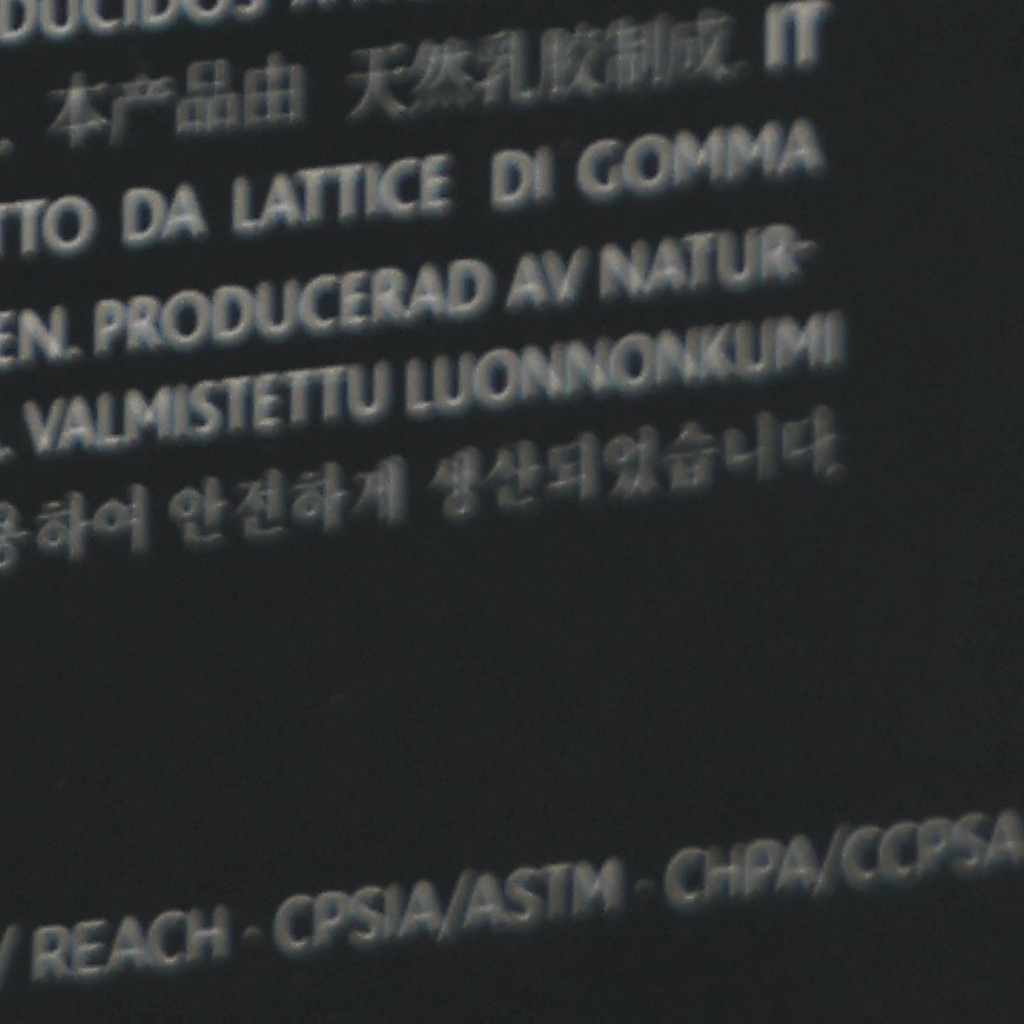 DUCIDOS
本产品由 天然乳胶制成. IT
TTO DA LATTICE DI GOMMA
EN. PRODUCERAD AV NATUR-
. VALMISTETTU LUONNONKUMI
용하여 안전하게 생산되었습니다.
/ REACH · CPSIA/ASTM · CHPA/CCPSA